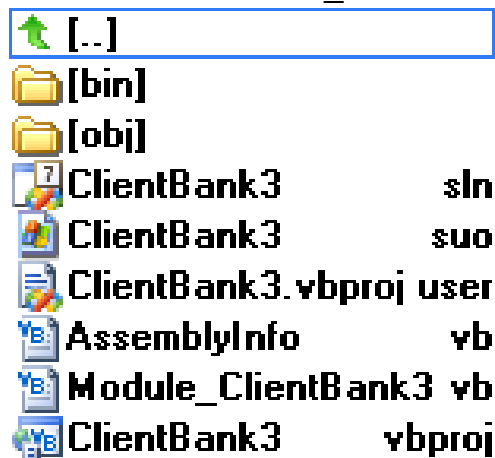 [..]
[bin]
[obj]
ClientBank3 sln
ClientBank3 suo
ClientBank3.vbproj user
AssemblyInfo vb
Module_ClientBank3 vb
ClientBank3 vbproj